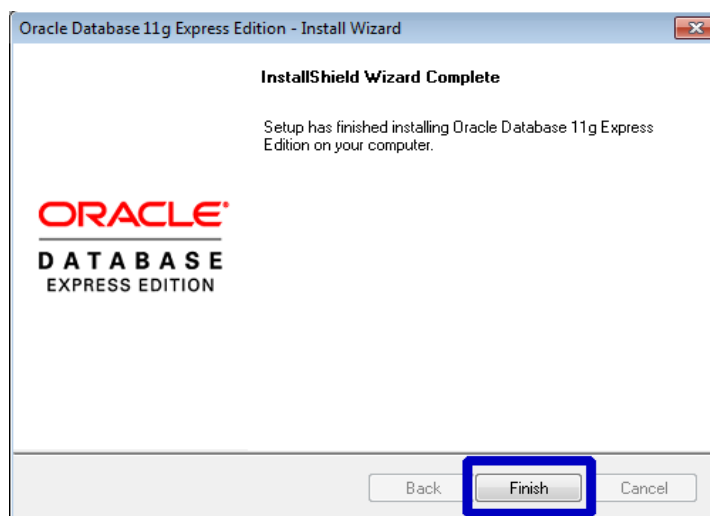 Oracle Database 11g Express Edition - Install Wizard
InstallShield Wizard Complete
Setup has finished installing Oracle Database 11g Express
Edition on your computer.
ORACLE®
DATABASE
EXPRESS EDITION
Back
Finish
Cancel